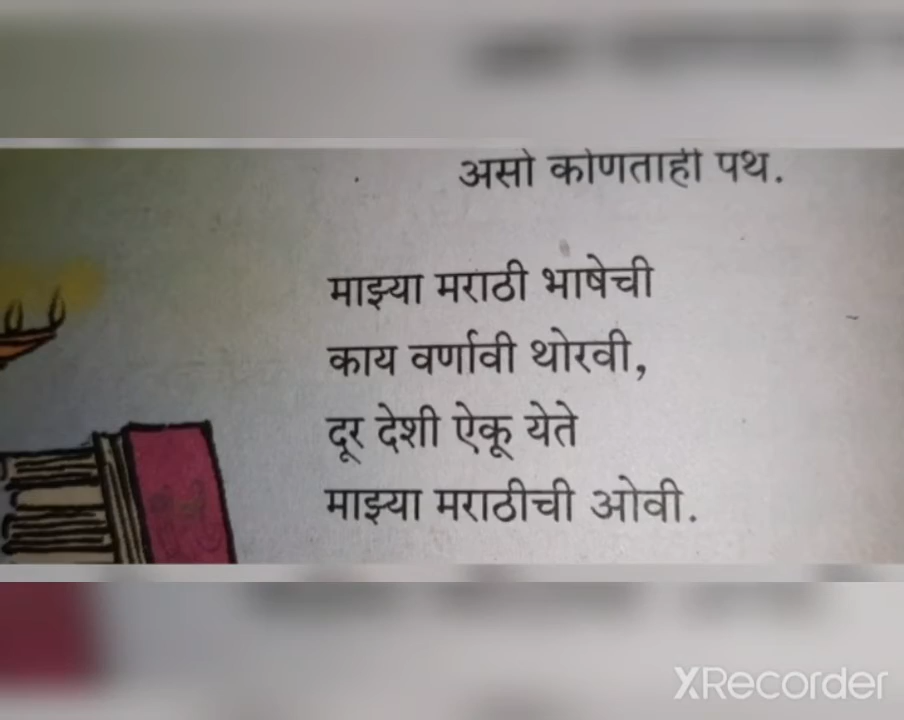 असो कोणताही पथ.
माझ्या मराठी भाषेची
काय वर्णावी थोरवी,
दूर देशी ऐकू येते
माझ्या मराठीची ओवी.
XRecorder